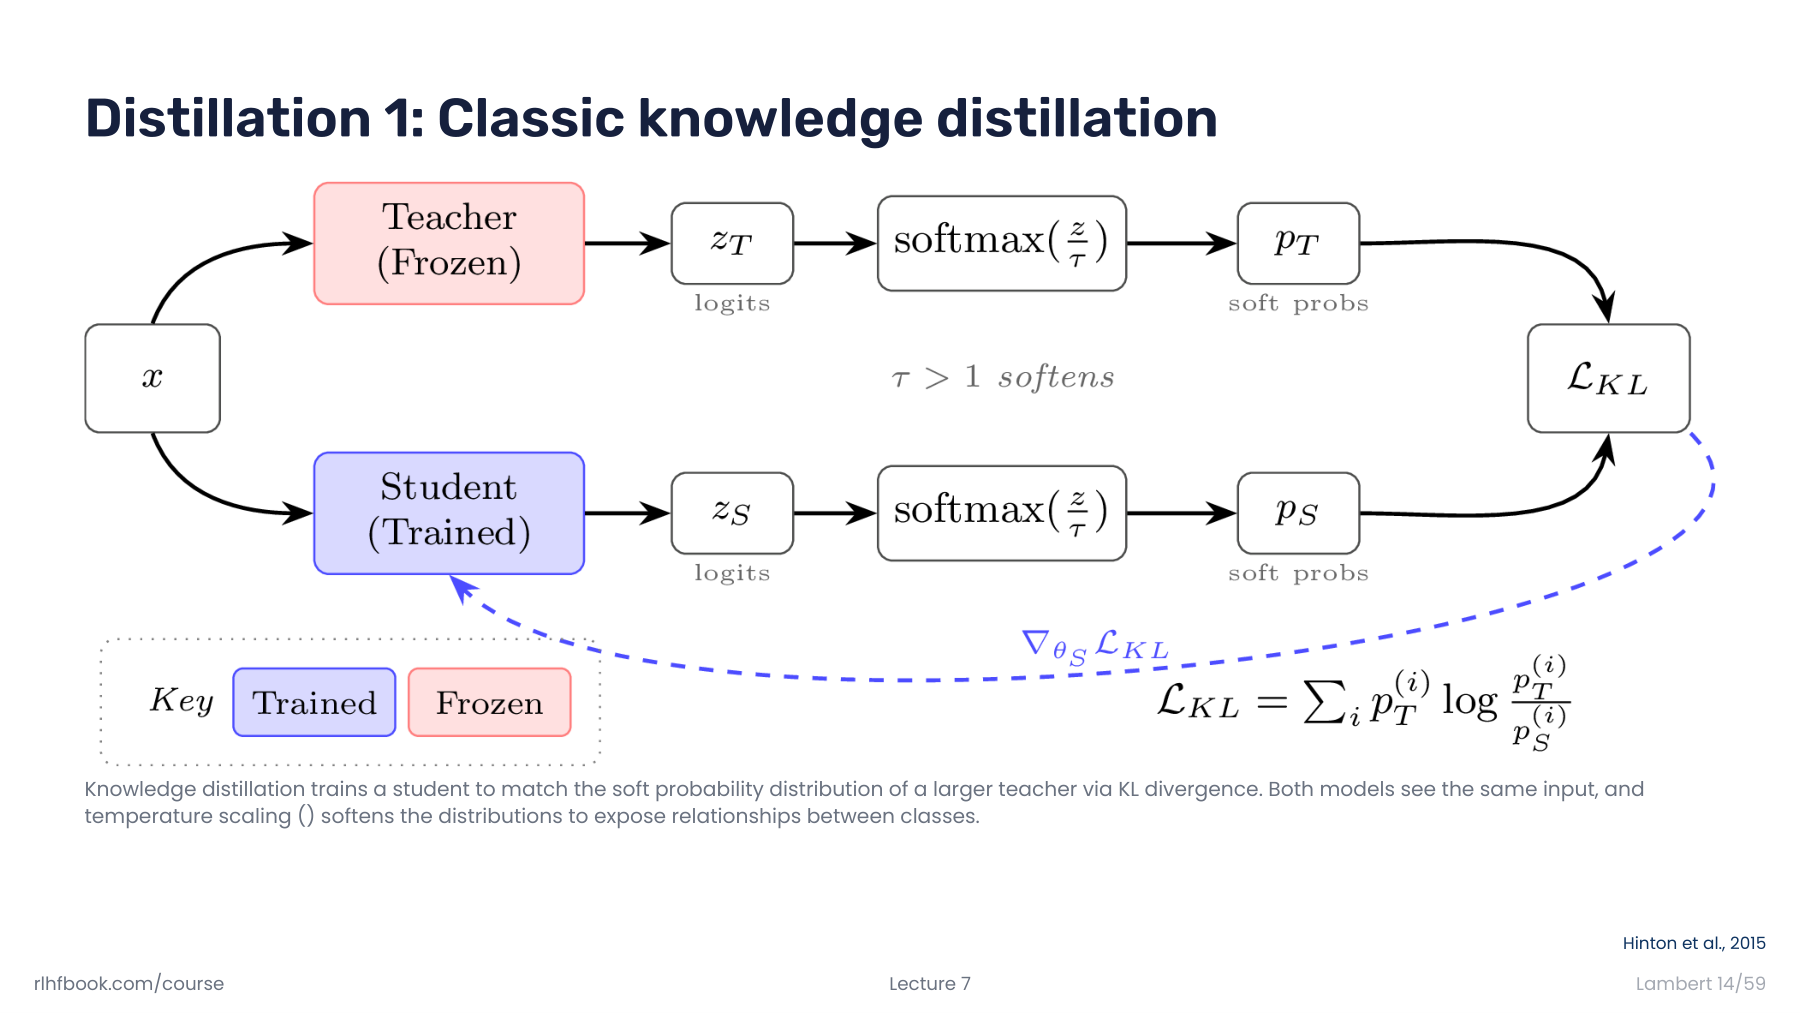 Distillation 1: Classic knowledge distillation
Teacher
(Frozen)
z_T
logits
softmax(z/τ)
p_T
soft probs
x
τ > 1 softens
ℒ_KL
Student
(Trained)
z_S
logits
softmax(z/τ)
p_S
soft probs
∇_θ_S ℒ_KL
Key
Trained
Frozen
ℒ_KL = ∑_i p_T^(i) log p_T^(i)/p_S^(i)
Knowledge distillation trains a student to match the soft probability distribution of a larger teacher via KL divergence. Both models see the same input, and
temperature scaling () softens the distributions to expose relationships between classes.
Hinton et al., 2015
rlhfbook.com/course
Lecture 7
Lambert 14/59